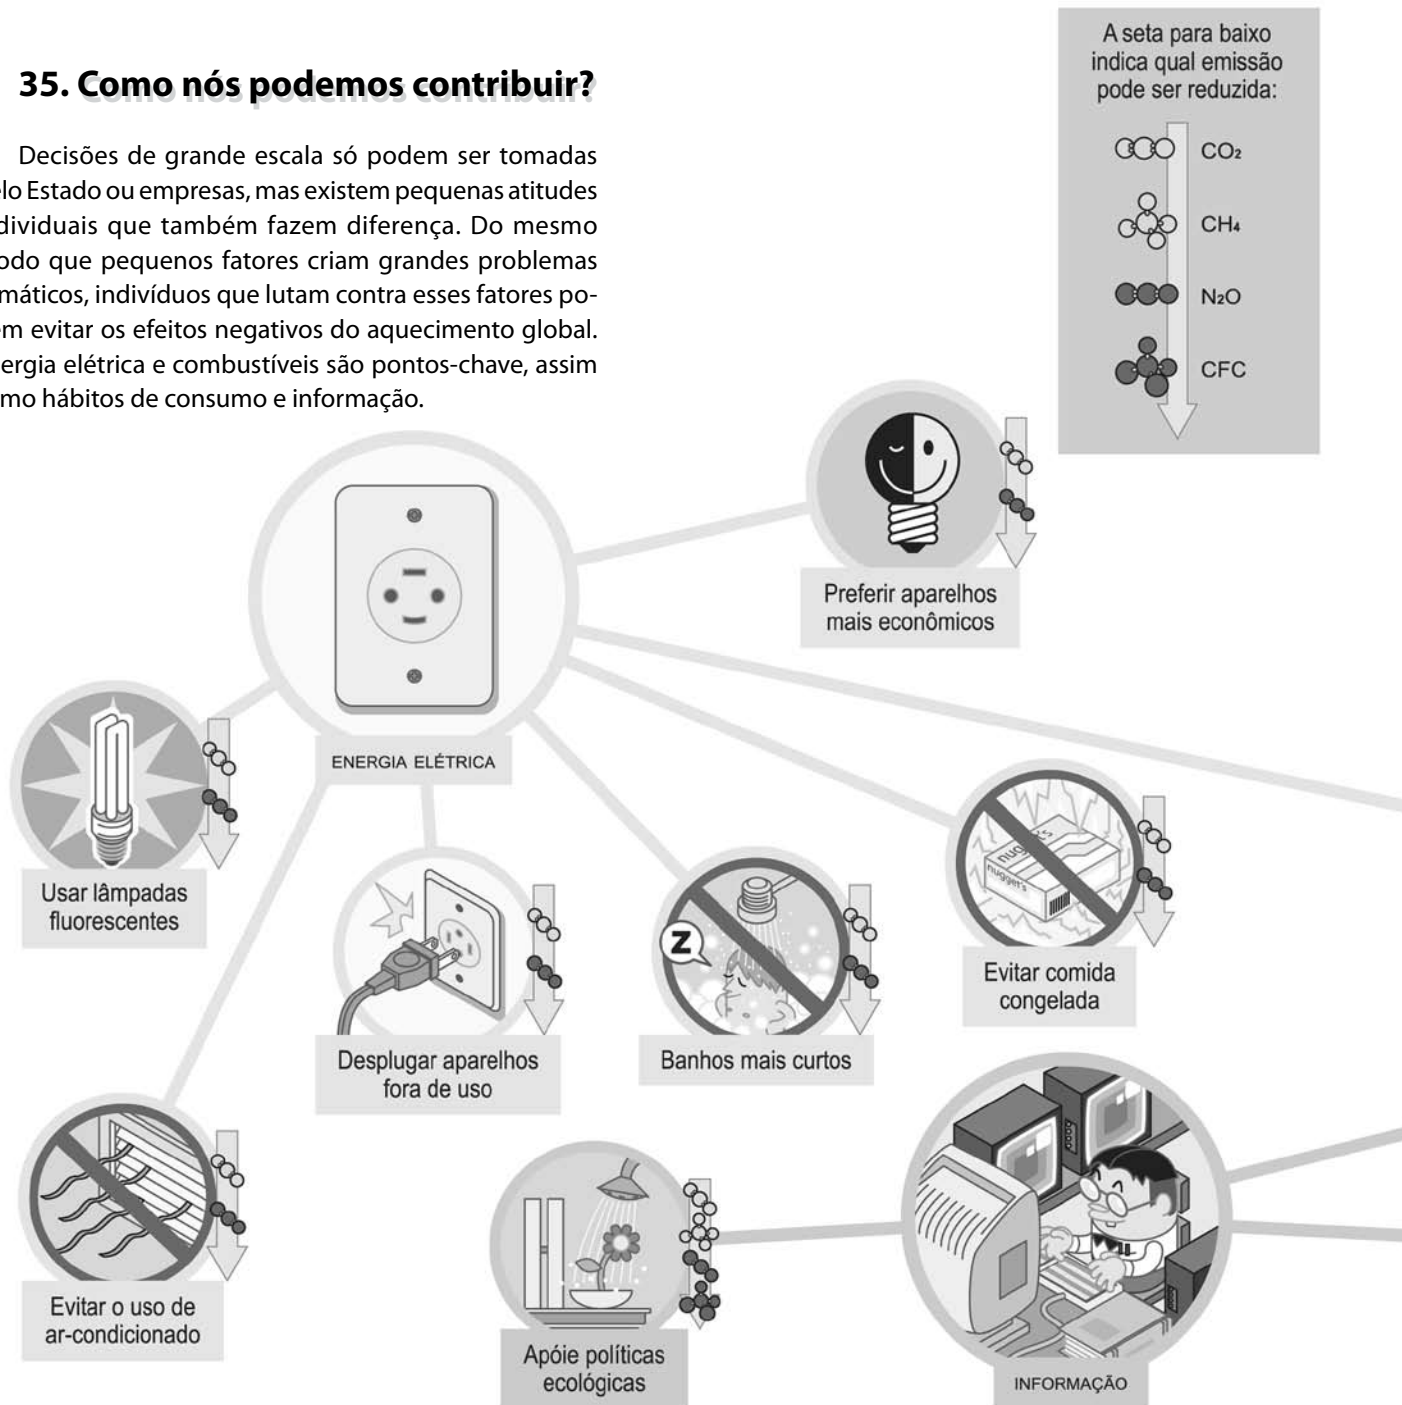 35. Como nós podemos contribuir?
Decisões de grande escala só podem ser tomadas
elo Estado ou empresas, mas existem pequenas atitudes
dividuais que também fazem diferença. Do mesmo
odo que pequenos fatores criam grandes problemas
máticos, indivíduos que lutam contra esses fatores po-
em evitar os efeitos negativos do aquecimento global.
ergia elétrica e combustíveis são pontos-chave, assim
mo hábitos de consumo e informação.
A seta para baixo
indica qual emissão
pode ser reduzida:
CO₂
CH₄
N₂O
CFC
Preferir aparelhos
mais econômicos
ENERGIA ELÉTRICA
Usar lâmpadas
fluorescentes
nugget's
nugget's
Evitar comida
congelada
Z
Desplugar aparelhos
fora de uso
Banhos mais curtos
Evitar o uso de
ar-condicionado
Apóie políticas
ecológicas
INFORMAÇÃO